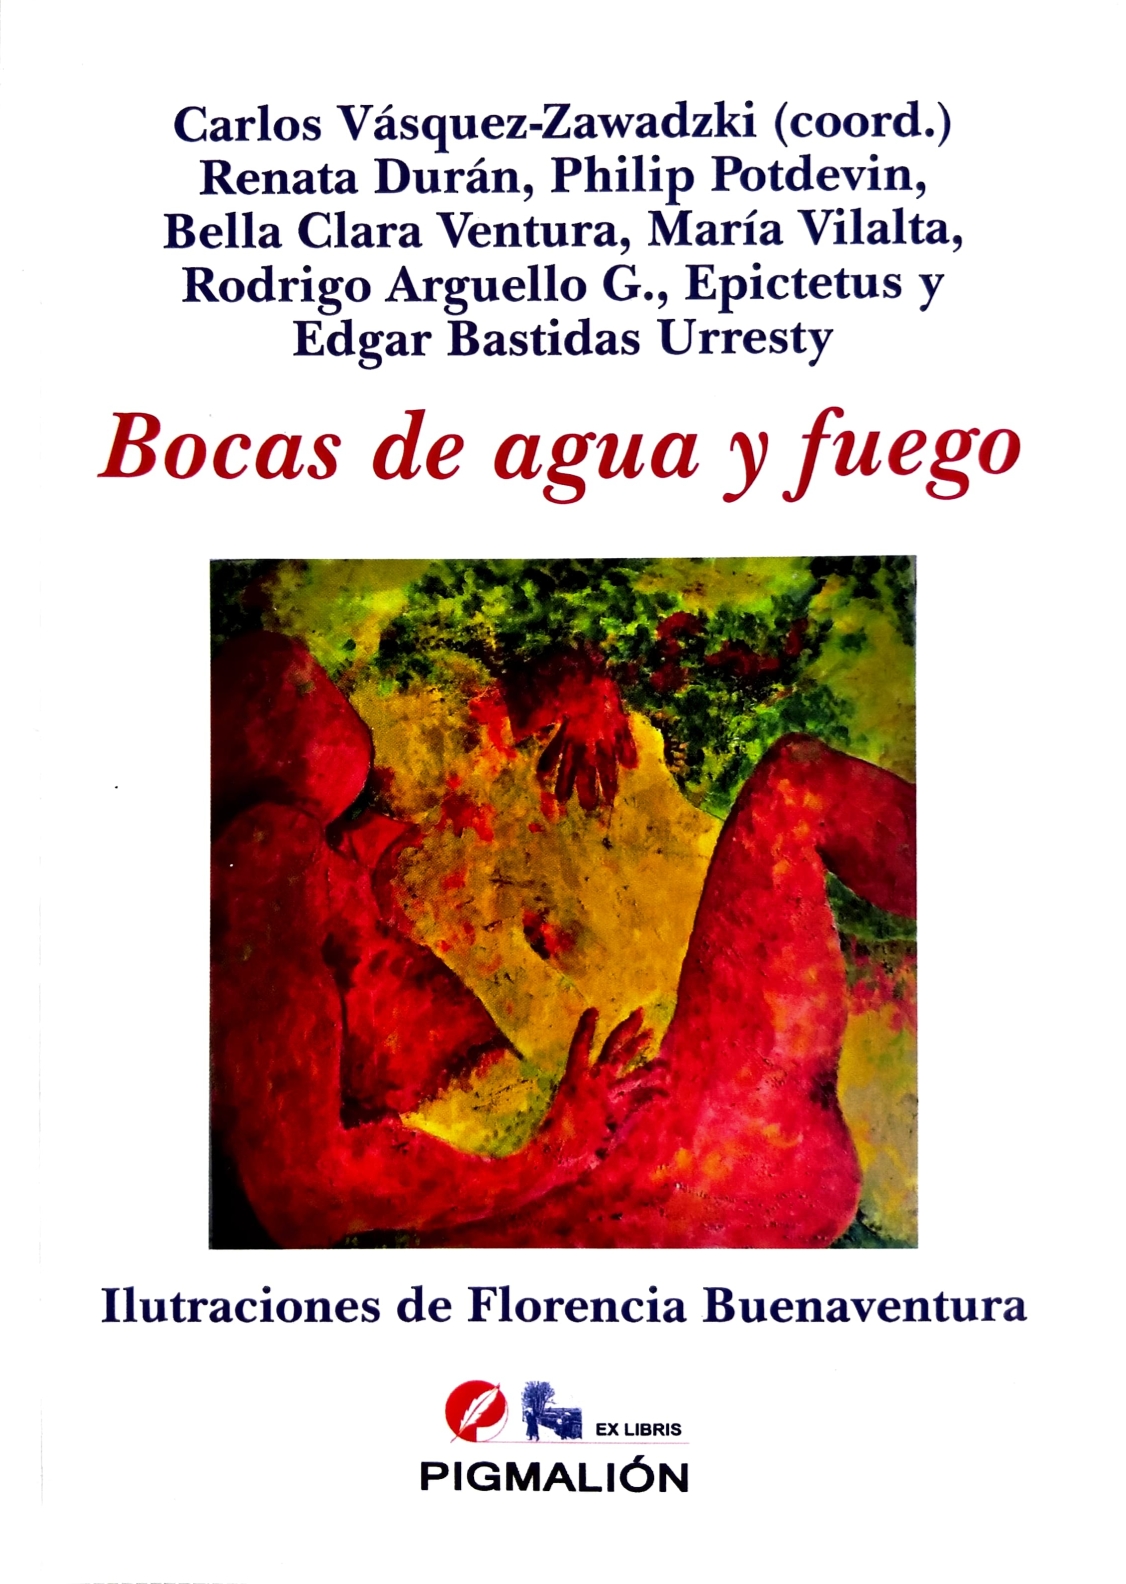 Carlos Vásquez-Zawadzki (coord.)
Renata Durán, Philip Potdevin,
Bella Clara Ventura, María Vilalta,
Rodrigo Arguello G., Epictetus y
Edgar Bastidas Urresty
Bocas de agua y fuego
Ilutraciones de Florencia Buenaventura
EX LIBRIS
PIGMALIÓN